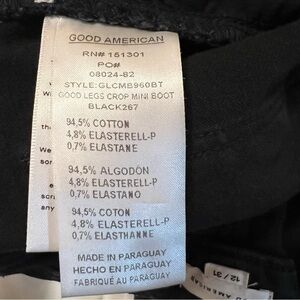 GOOD AMERICAN
RN# 151301
PO#
08024-82
STYLE:GLCMB960BT
GOOD LEGS CROP MINI BOOT
BLACK267
94,5% COTTON
4,8% ELASTERELL-P
0,7% ELASTANE
94,5% ALGODÓN
4,8% ELASTERELL-P
0,7% ELASTANO
94,5% COTON
4,8% ELASTERELL-P
0,7% ELASTHANNE
MADE IN PARAGUAY
HECHO EN PARAGUAY
FABRIQUÉ AU PARAGUAY
12 / 31